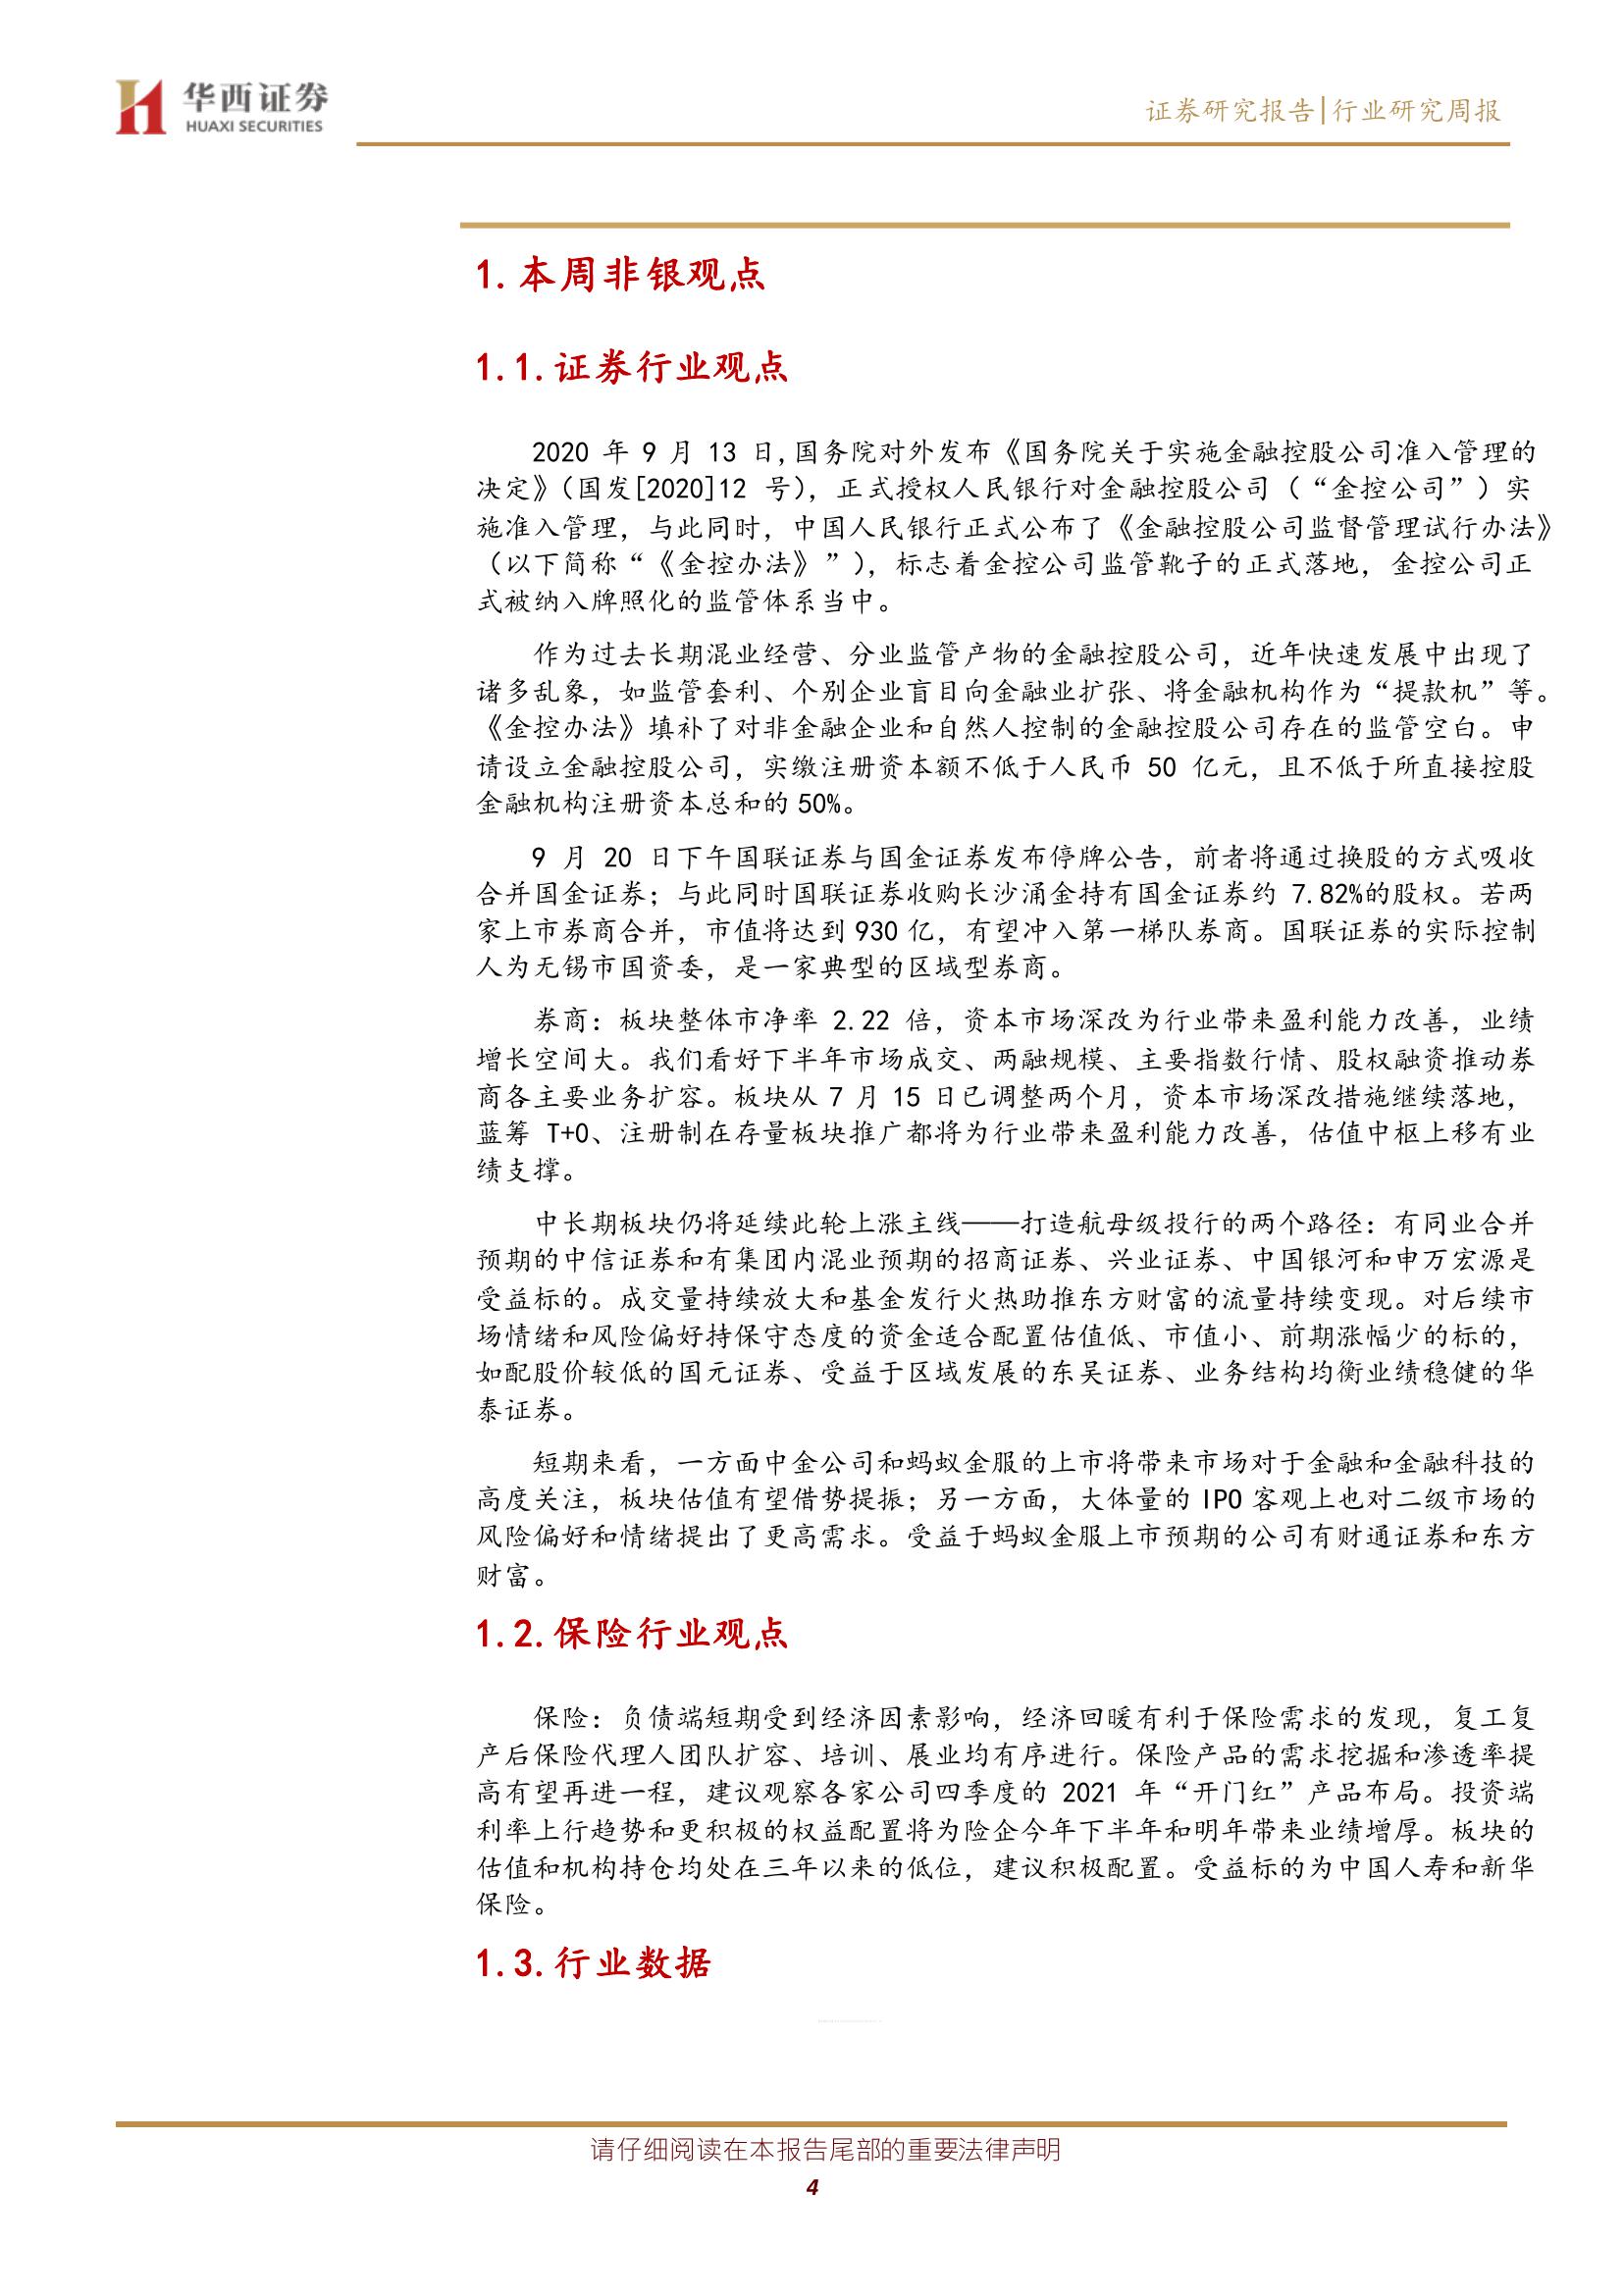 华西证券
HUAXI SECURITIES
证券研究报告|行业研究周报
1.本周非银观点
1.1.证券行业观点
2020 年 9 月 13 日,国务院对外发布《国务院关于实施金融控股公司准入管理的
决定》（国发[2020]12 号），正式授权人民银行对金融控股公司（“金控公司”）实
施准入管理，与此同时，中国人民银行正式公布了《金融控股公司监督管理试行办法》
（以下简称“《金控办法》”），标志着金控公司监管靴子的正式落地，金控公司正
式被纳入牌照化的监管体系当中。
作为过去长期混业经营、分业监管产物的金融控股公司，近年快速发展中出现了
诸多乱象，如监管套利、个别企业盲目向金融业扩张、将金融机构作为“提款机”等。
《金控办法》填补了对非金融企业和自然人控制的金融控股公司存在的监管空白。申
请设立金融控股公司，实缴注册资本额不低于人民币 50 亿元，且不低于所直接控股
金融机构注册资本总和的 50%。
9 月 20 日下午国联证券与国金证券发布停牌公告，前者将通过换股的方式吸收
合并国金证券；与此同时国联证券收购长沙涌金持有国金证券约 7.82%的股权。若两
家上市券商合并，市值将达到 930 亿，有望冲入第一梯队券商。国联证券的实际控制
人为无锡市国资委，是一家典型的区域型券商。
券商：板块整体市净率 2.22 倍，资本市场深改为行业带来盈利能力改善，业绩
增长空间大。我们看好下半年市场成交、两融规模、主要指数行情、股权融资推动券
商各主要业务扩容。板块从 7 月 15 日已调整两个月，资本市场深改措施继续落地，
蓝筹 T+0、注册制在存量板块推广都将为行业带来盈利能力改善，估值中枢上移有业
绩支撑。
中长期板块仍将延续此轮上涨主线——打造航母级投行的两个路径：有同业合并
预期的中信证券和有集团内混业预期的招商证券、兴业证券、中国银河和申万宏源是
受益标的。成交量持续放大和基金发行火热助推东方财富的流量持续变现。对后续市
场情绪和风险偏好持保守态度的资金适合配置估值低、市值小、前期涨幅少的标的，
如配股价较低的国元证券、受益于区域发展的东吴证券、业务结构均衡业绩稳健的华
泰证券。
短期来看，一方面中金公司和蚂蚁金服的上市将带来市场对于金融和金融科技的
高度关注，板块估值有望借势提振；另一方面，大体量的 IPO 客观上也对二级市场的
风险偏好和情绪提出了更高需求。受益于蚂蚁金服上市预期的公司有财通证券和东方
财富。
1.2.保险行业观点
保险：负债端短期受到经济因素影响，经济回暖有利于保险需求的发现，复工复
产后保险代理人团队扩容、培训、展业均有序进行。保险产品的需求挖掘和渗透率提
高有望再进一程，建议观察各家公司四季度的 2021 年“开门红”产品布局。投资端
利率上行趋势和更积极的权益配置将为险企今年下半年和明年带来业绩增厚。板块的
估值和机构持仓均处在三年以来的低位，建议积极配置。受益标的为中国人寿和新华
保险。
1.3.行业数据
请仔细阅读在本报告尾部的重要法律声明
4